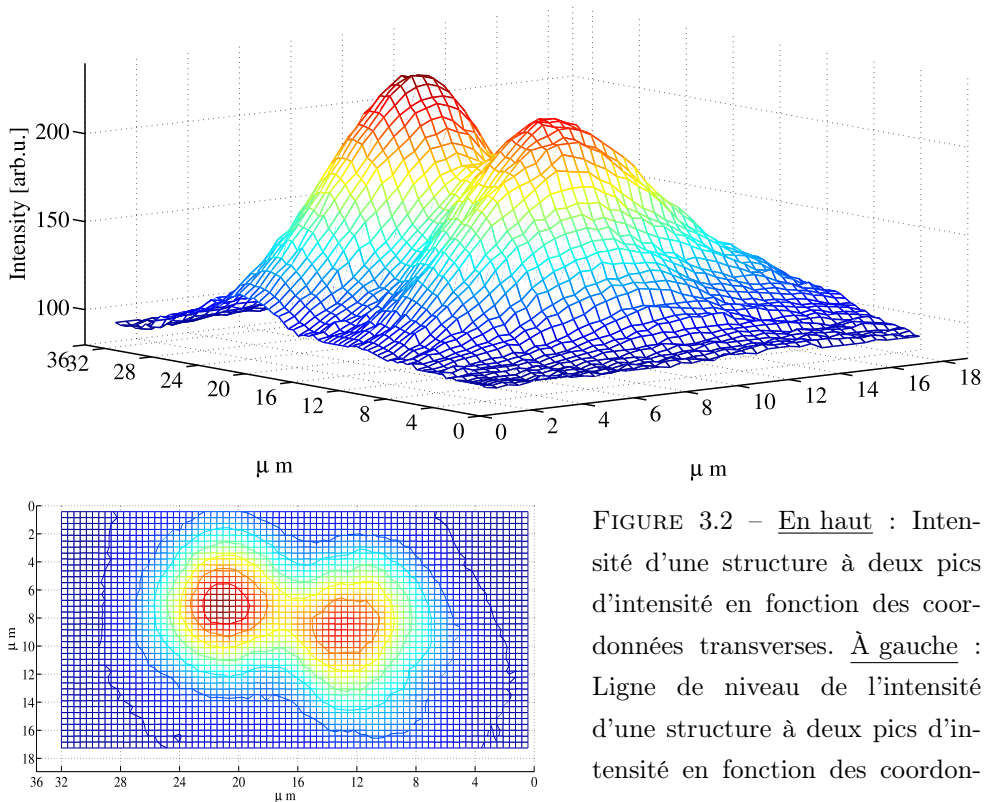 Intensity [arb.u.]
200
150
100
36 32 28 24 20 16 12 8 4 0
0 2 4 6 8 10 12 14 16 18
μ m
μ m
0
2
4
6
8
10
12
14
16
18
μ m
36 32 28 24 20 16 12 8 4 0
μ m
FIGURE 3.2 – En haut : Inten-
sité d'une structure à deux pics
d'intensité en fonction des coor-
données transverses. À gauche :
Ligne de niveau de l'intensité
d'une structure à deux pics d'in-
tensité en fonction des coordon-